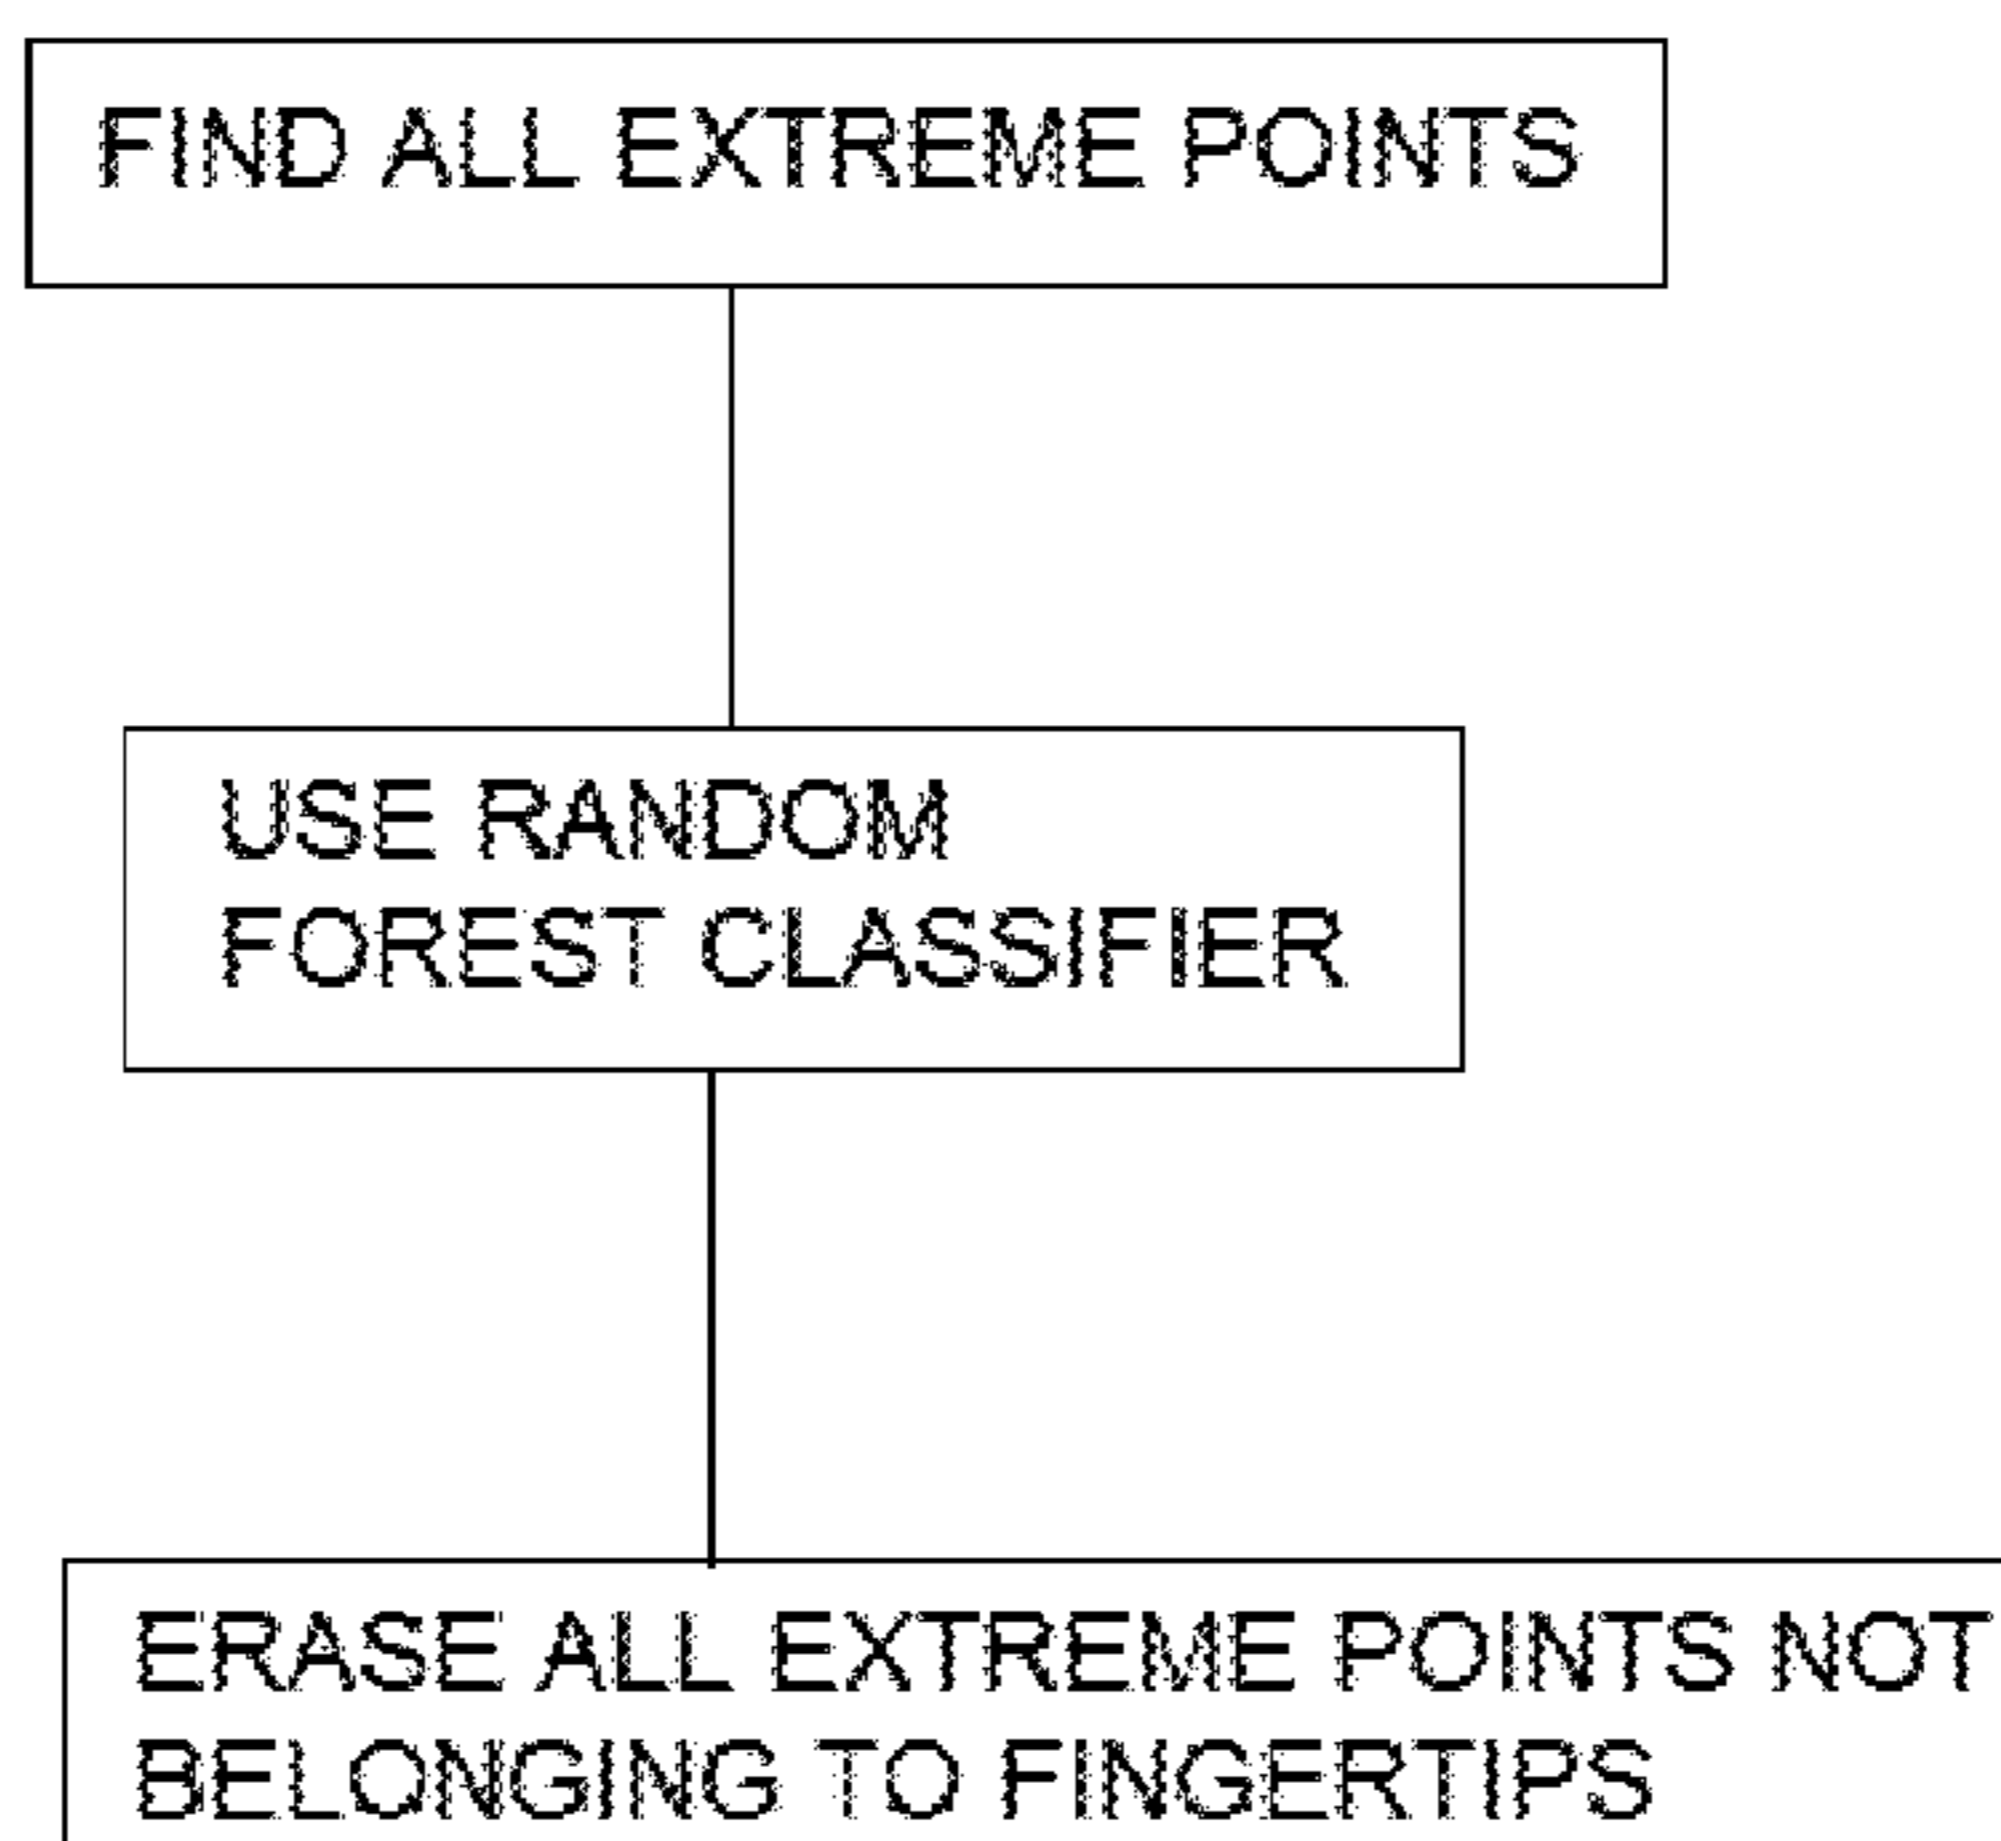 FIND ALL EXTREME POINTS
USE RANDOM
FOREST CLASSIFIER
ERASE ALL EXTREME POINTS NOT
BELONGING TO FINGERTIPS